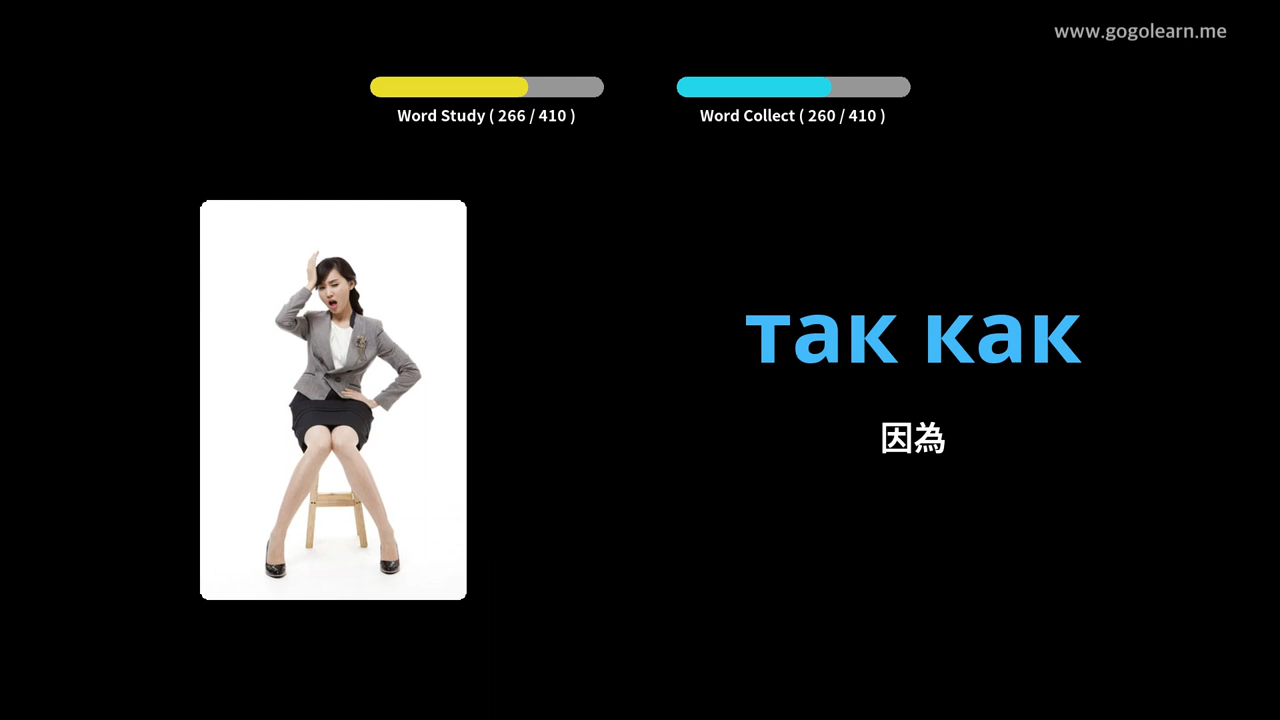 www.gogolearn.me
Word Study ( 266 / 410 )
Word Collect ( 260 / 410 )
так как
因為